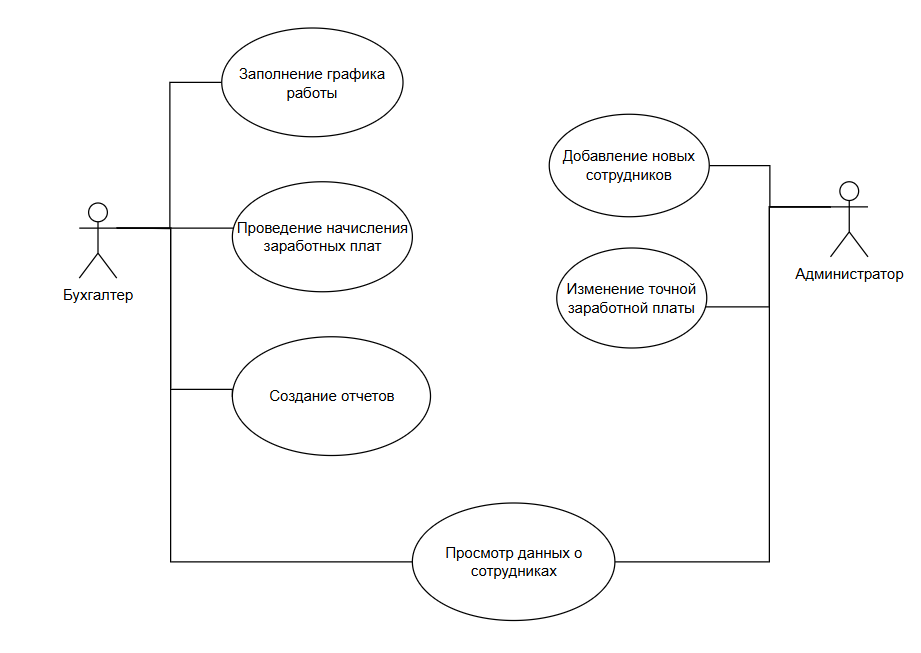 Заполнение графика
работы
Добавление новых
сотрудников
Проведение начисления
заработных плат
Бухгалтер
Администратор
Изменение точной
заработной платы
Создание отчетов
Просмотр данных о
сотрудниках